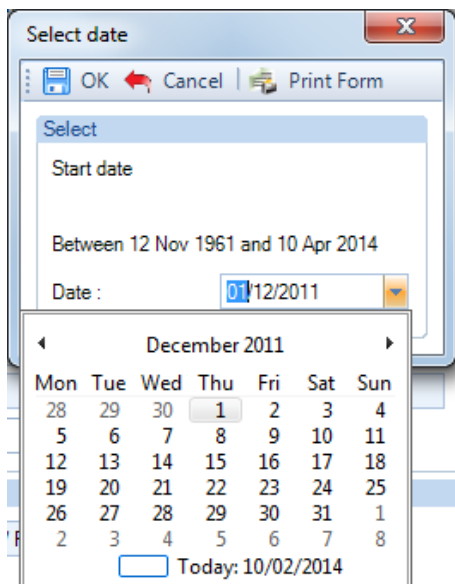 Select date
OK Cancel Print Form
Select
Start date
Between 12 Nov 1961 and 10 Apr 2014
Date : 01/12/2011
December 2011
Mon Tue Wed Thu Fri Sat Sun
28 29 30 1 2 3 4
5 6 7 8 9 10 11
12 13 14 15 16 17 18
19 20 21 22 23 24 25
26 27 28 29 30 31 1
2 3 4 5 6 7 8
Today: 10/02/2014